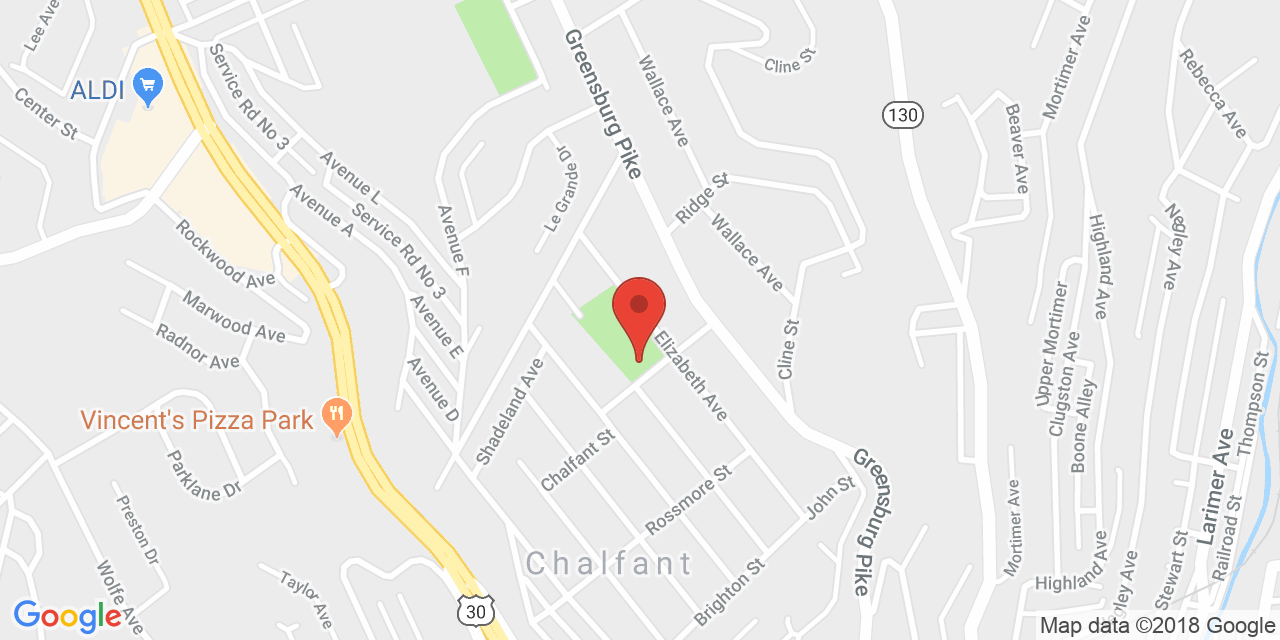 Lee Ave
ALDI
Center St
Service Rd No 3
Greensburg Pike
Wallace Ave
Cline St
130
Mortimer Ave
Beaver Ave
Rebecca Ave
Avenue L
Avenue A
Service Rd No 3
Le Grande Dr
Avenue F
Ridge St
Wallace Ave
Rockwood Ave
Marwood Ave
Radnor Ave
Avenue E
Avenue D
Highland Ave
Negley Ave
Upper Mortimer
Clugston Ave
Boone Alley
Cline St
Elizabeth Ave
Shadeland Ave
Thompson St
Vincent's Pizza Park
Parklane Dr
Chalfant St
Rossmore St
John St
Greensburg Pike
Larimer Ave
Railroad St
Preston Dr
Wolfe Ave
Taylor Ave
Chalfant
Brighton St
Mortimer Ave
Highland Ave
Stewart St
gley Ave
30
Google
Map data ©2018 Google